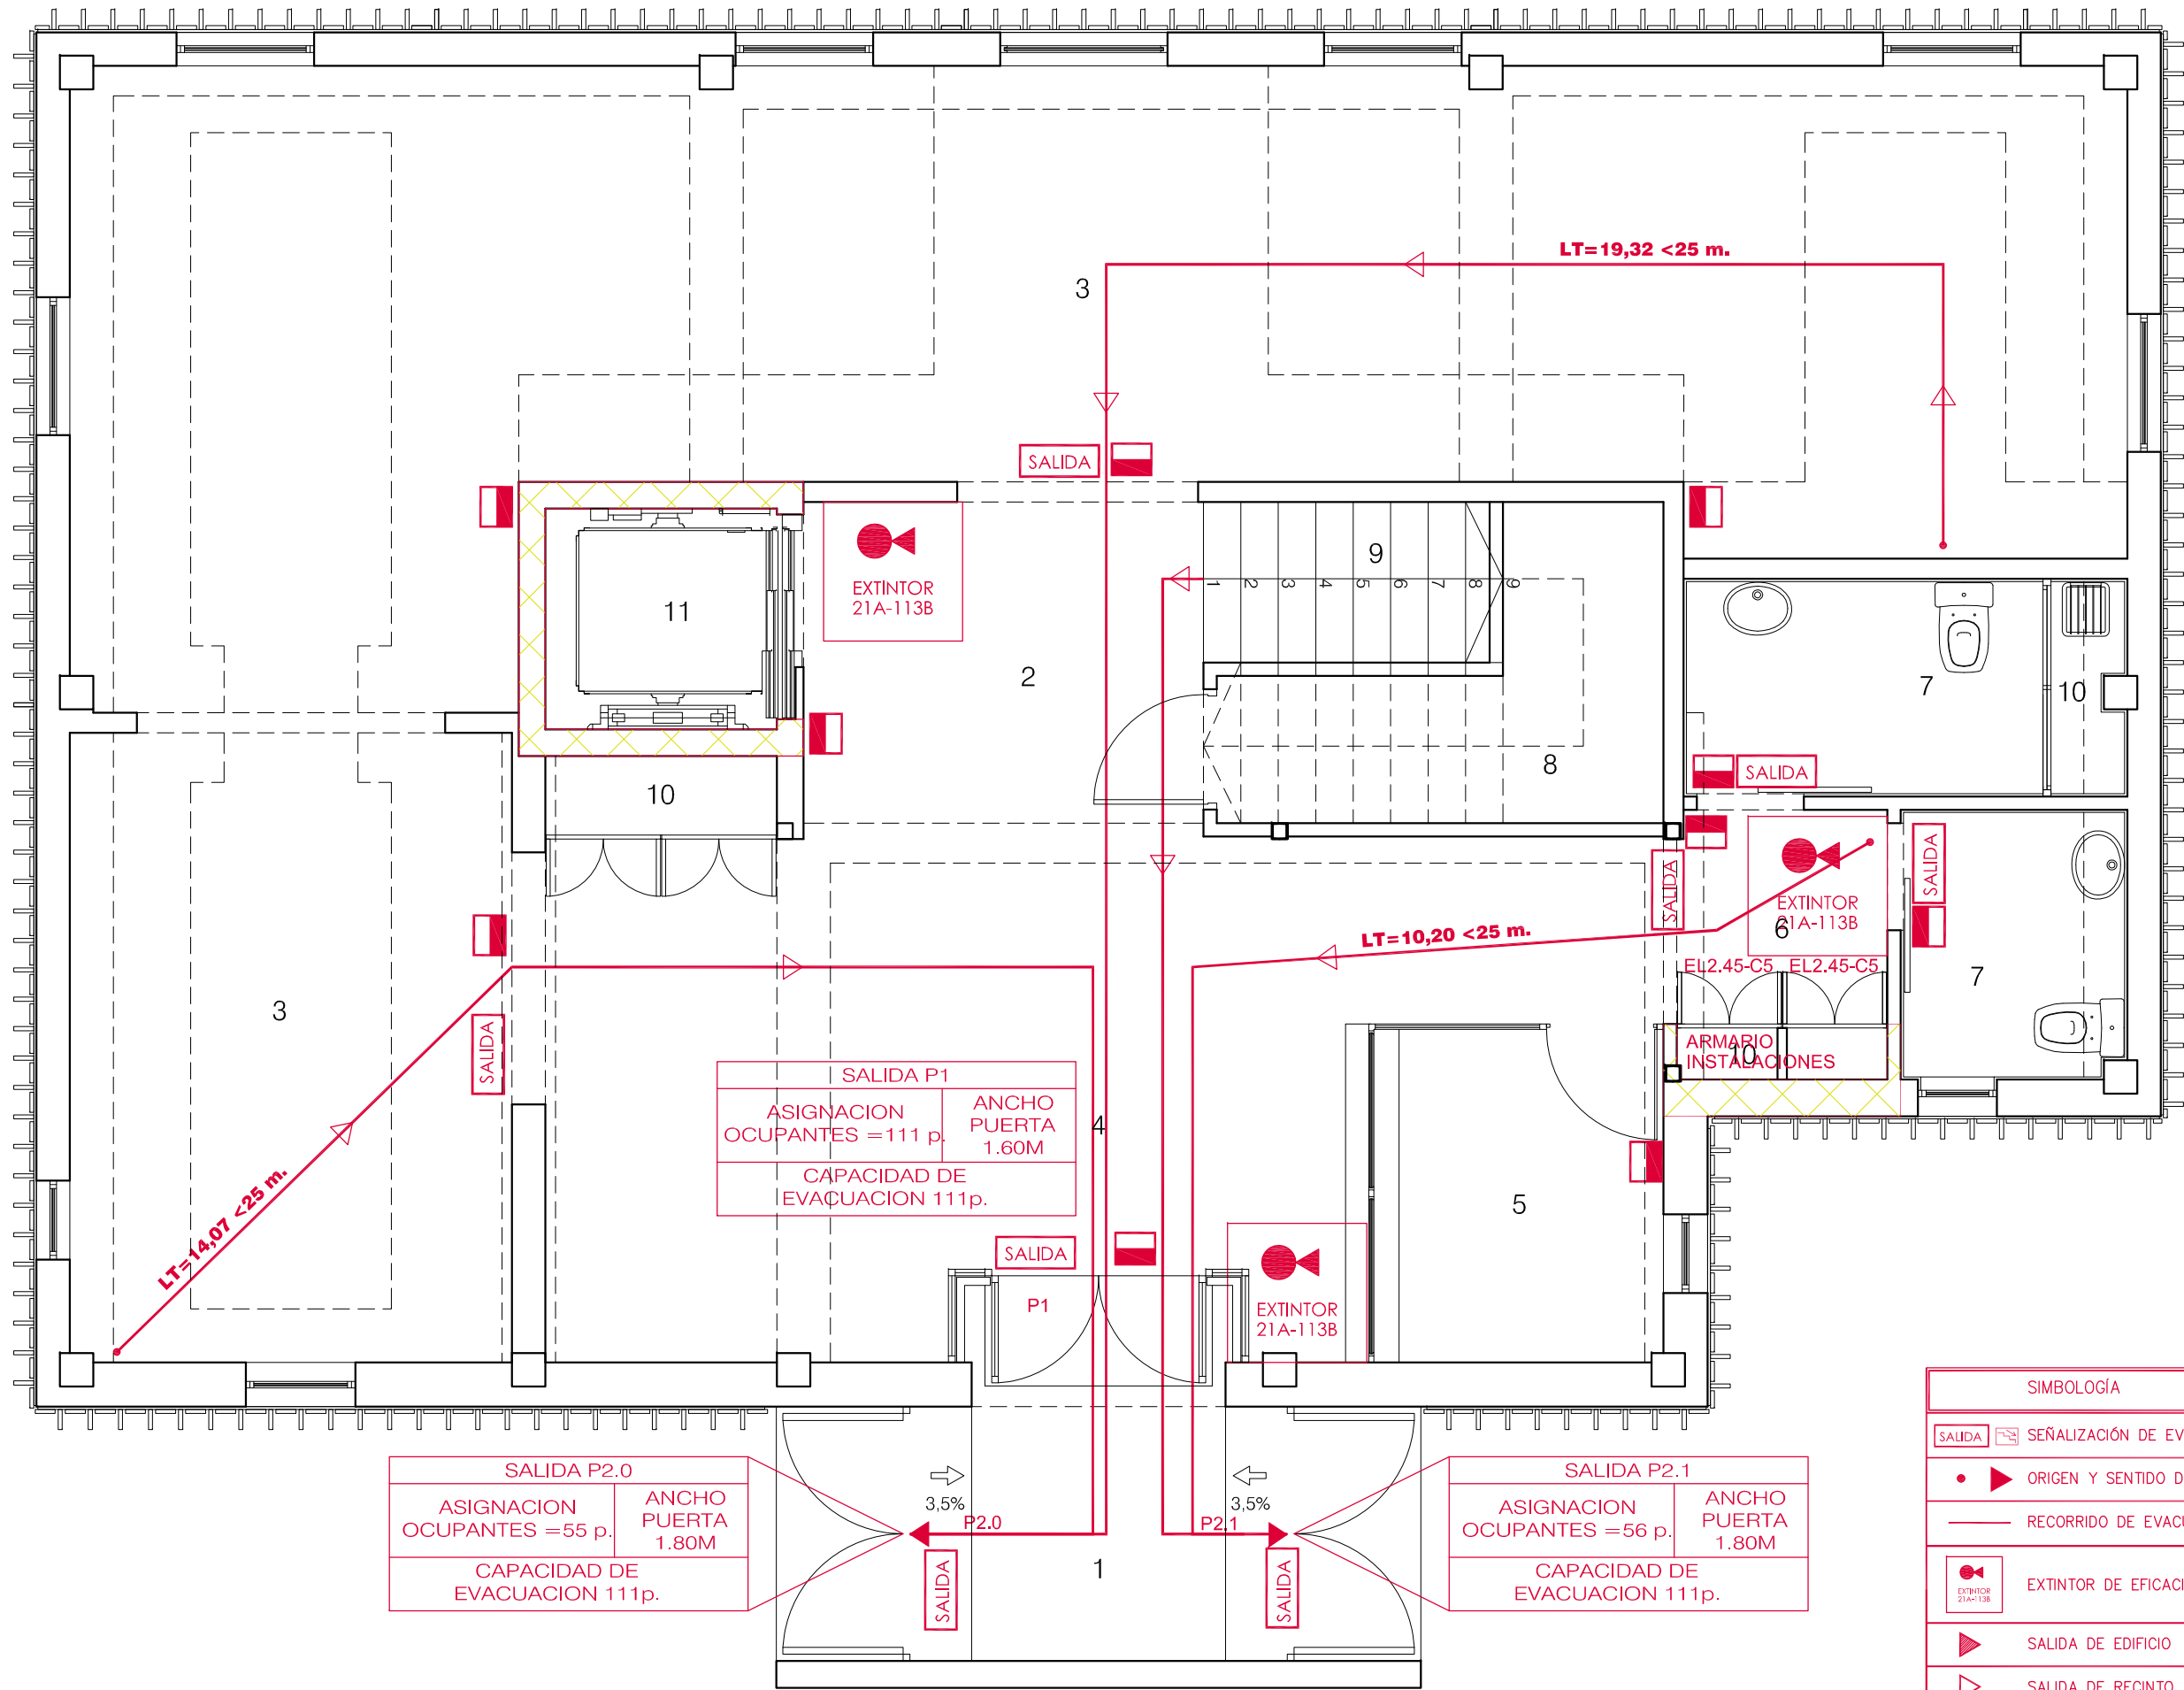 LT=19,32 <25 m.
3
SALIDA
EXTINTOR
21A-113B
9
1
2
3
4
5
6
7
8
9
11
2
7
10
8
SALIDA
10
SALIDA
SALIDA
EXTINTOR
21A-113B
6
LT=10,20 <25 m.
EL2.45-C5
EL2.45-C5
7
3
SALIDA
ARMARIO
INSTALACIONES
10
SALIDA P1
ASIGNACION
OCUPANTES =111 p.
ANCHO
PUERTA
1.60M
CAPACIDAD DE
EVACUACION 111p.
4
LT=14,07 <25 m.
5
SALIDA
P1
EXTINTOR
21A-113B
SALIDA P2.0
ASIGNACION
OCUPANTES =55 p.
ANCHO
PUERTA
1.80M
CAPACIDAD DE
EVACUACION 111p.
3,5%
3,5%
P2.0
P2.1
SALIDA
1
SALIDA
SALIDA P2.1
ASIGNACION
OCUPANTES =56 p.
ANCHO
PUERTA
1.80M
CAPACIDAD DE
EVACUACION 111p.
SIMBOLOGÍA
SALIDA SEÑALIZACIÓN DE EV
ORIGEN Y SENTIDO D
RECORRIDO DE EVACU
EXTINTOR
21A-113B
EXTINTOR DE EFICACI
SALIDA DE EDIFICIO
SALIDA DE RECINTO